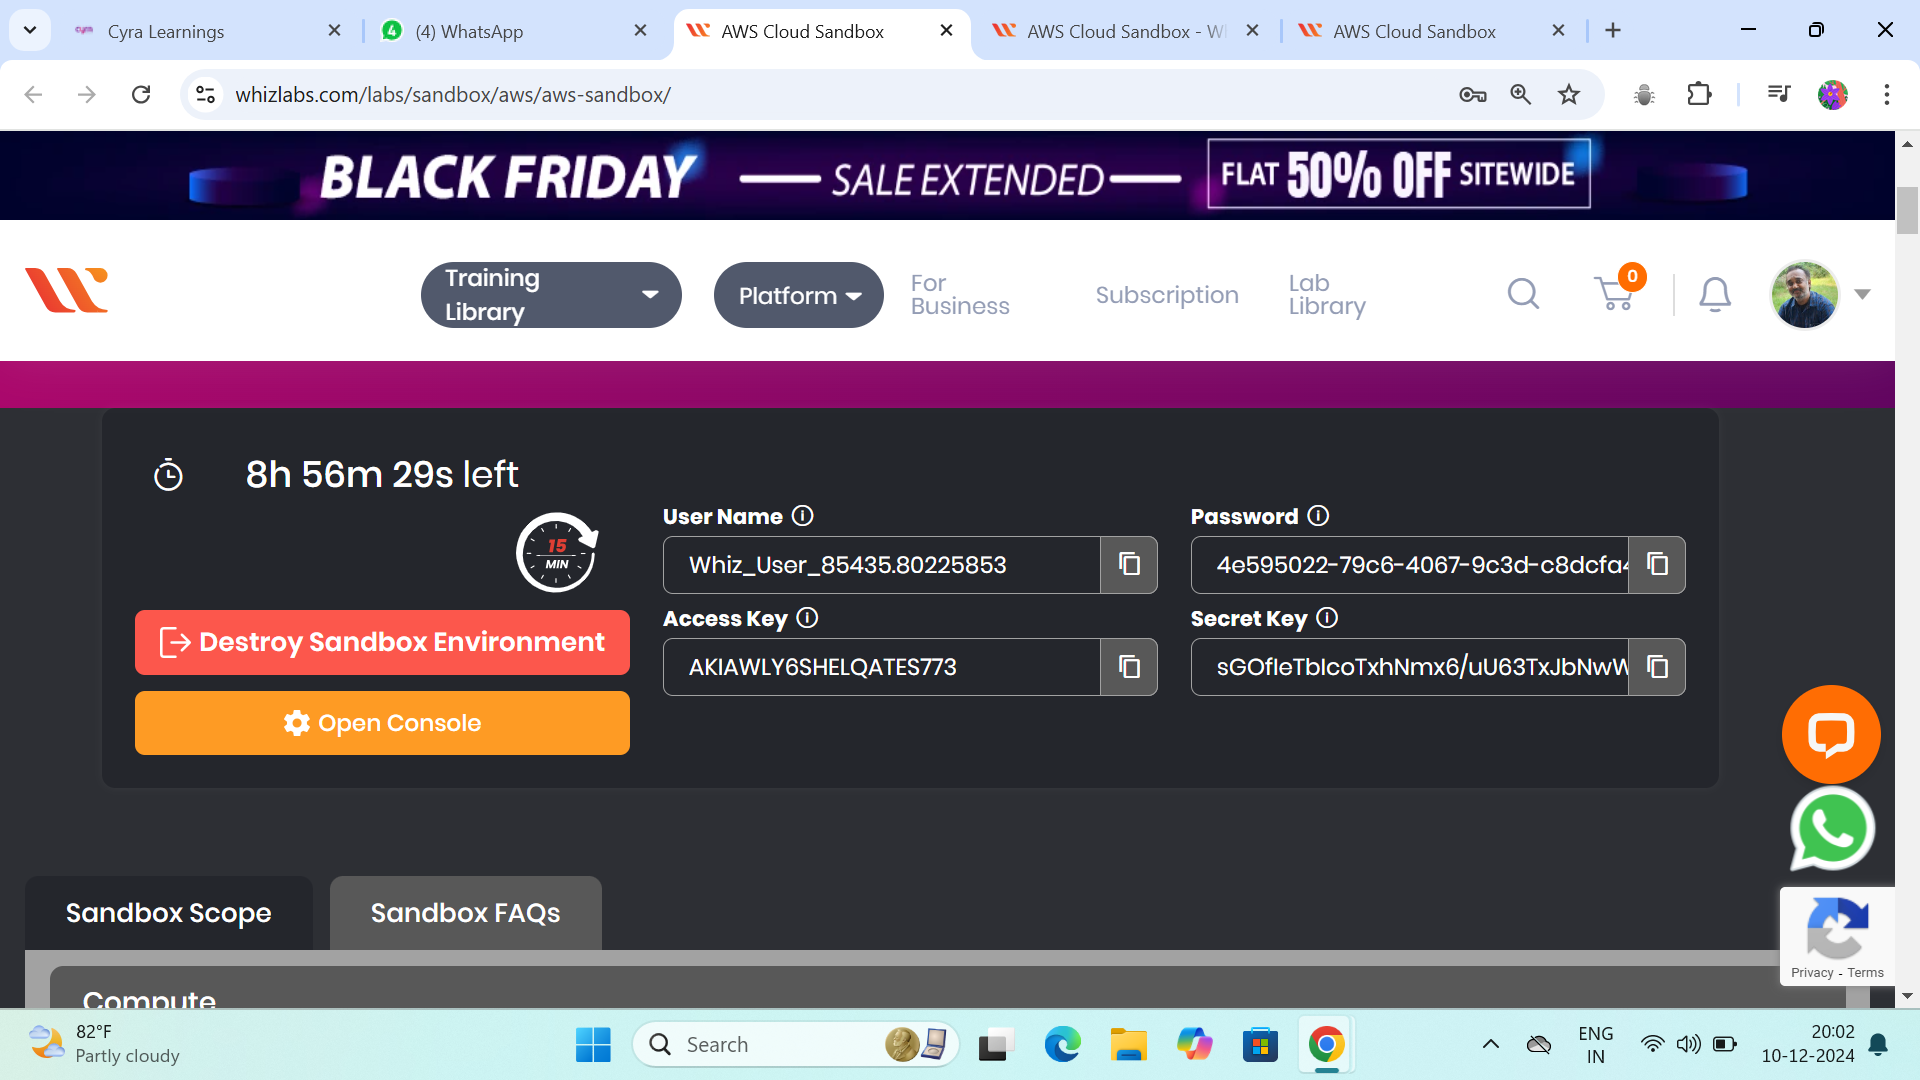 Cyra Learnings
4
(4) WhatsApp
AWS Cloud Sandbox
AWS Cloud Sandbox - W
AWS Cloud Sandbox
whizlabs.com/labs/sandbox/aws/aws-sandbox/
BLACK FRIDAY SALE EXTENDED FLAT 50% OFF SITEWIDE
Training Library
Platform
For Business
Subscription
Lab Library
0
8h 56m 29s left
15 MIN
User Name
Whiz_User_85435.80225853
Password
4e595022-79c6-4067-9c3d-c8dcfa4
Access Key
AKIAWLY6SHELQATES773
Secret Key
sGOfIeTbIcoTxhNmx6/uU63TxJbNwW
Destroy Sandbox Environment
Open Console
Sandbox Scope
Sandbox FAQs
Compute
Privacy - Terms
82°F
Partly cloudy
Search
ENG
IN
20:02
10-12-2024